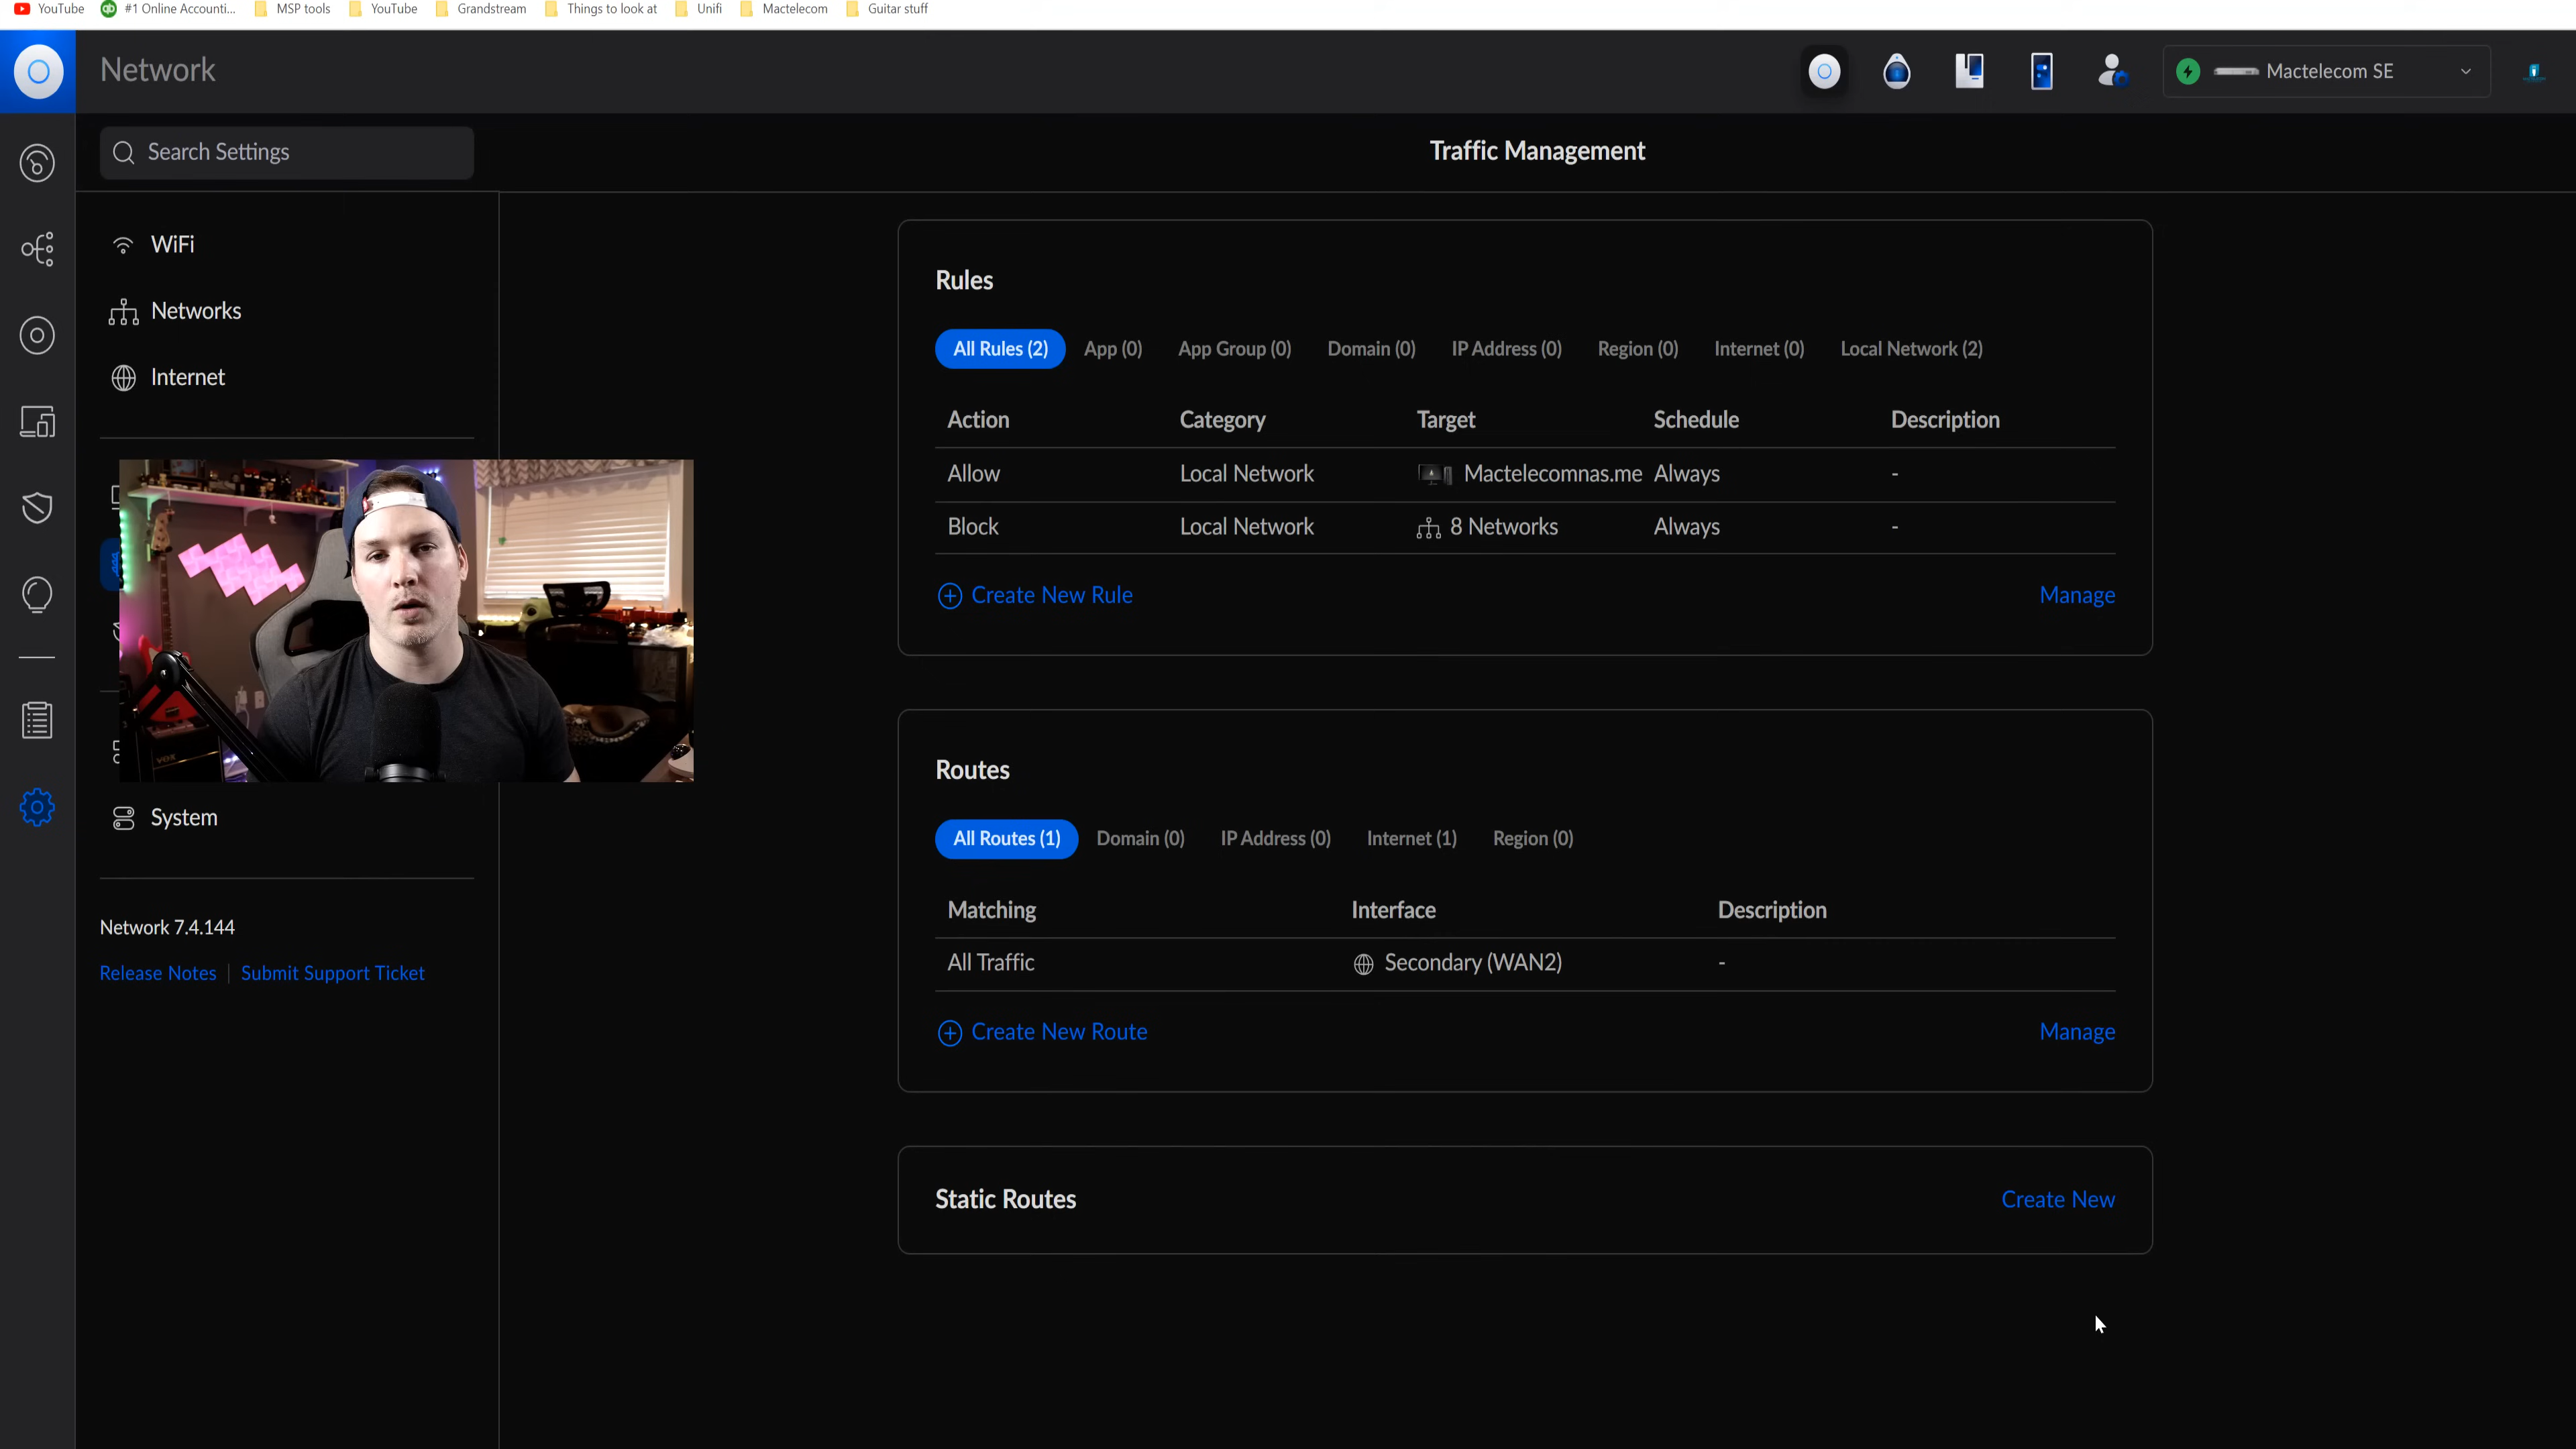 YouTube #1 Online Accounti... MSP tools YouTube Grandstream Things to look at Unifi Mactelecom Guitar stuff
Network
Mactelecom SE
Search Settings
Traffic Management
WiFi
Networks
Internet
System
Network 7.4.144
Release Notes | Submit Support Ticket
Rules
All Rules (2) App (0) App Group (0) Domain (0) IP Address (0) Region (0) Internet (0) Local Network (2)
Action Category Target Schedule Description
Allow Local Network Mactelecomnas.me Always -
Block Local Network 8 Networks Always -
Create New Rule Manage
Routes
All Routes (1) Domain (0) IP Address (0) Internet (1) Region (0)
Matching Interface Description
All Traffic Secondary (WAN2) -
Create New Route Manage
Static Routes Create New
VOX